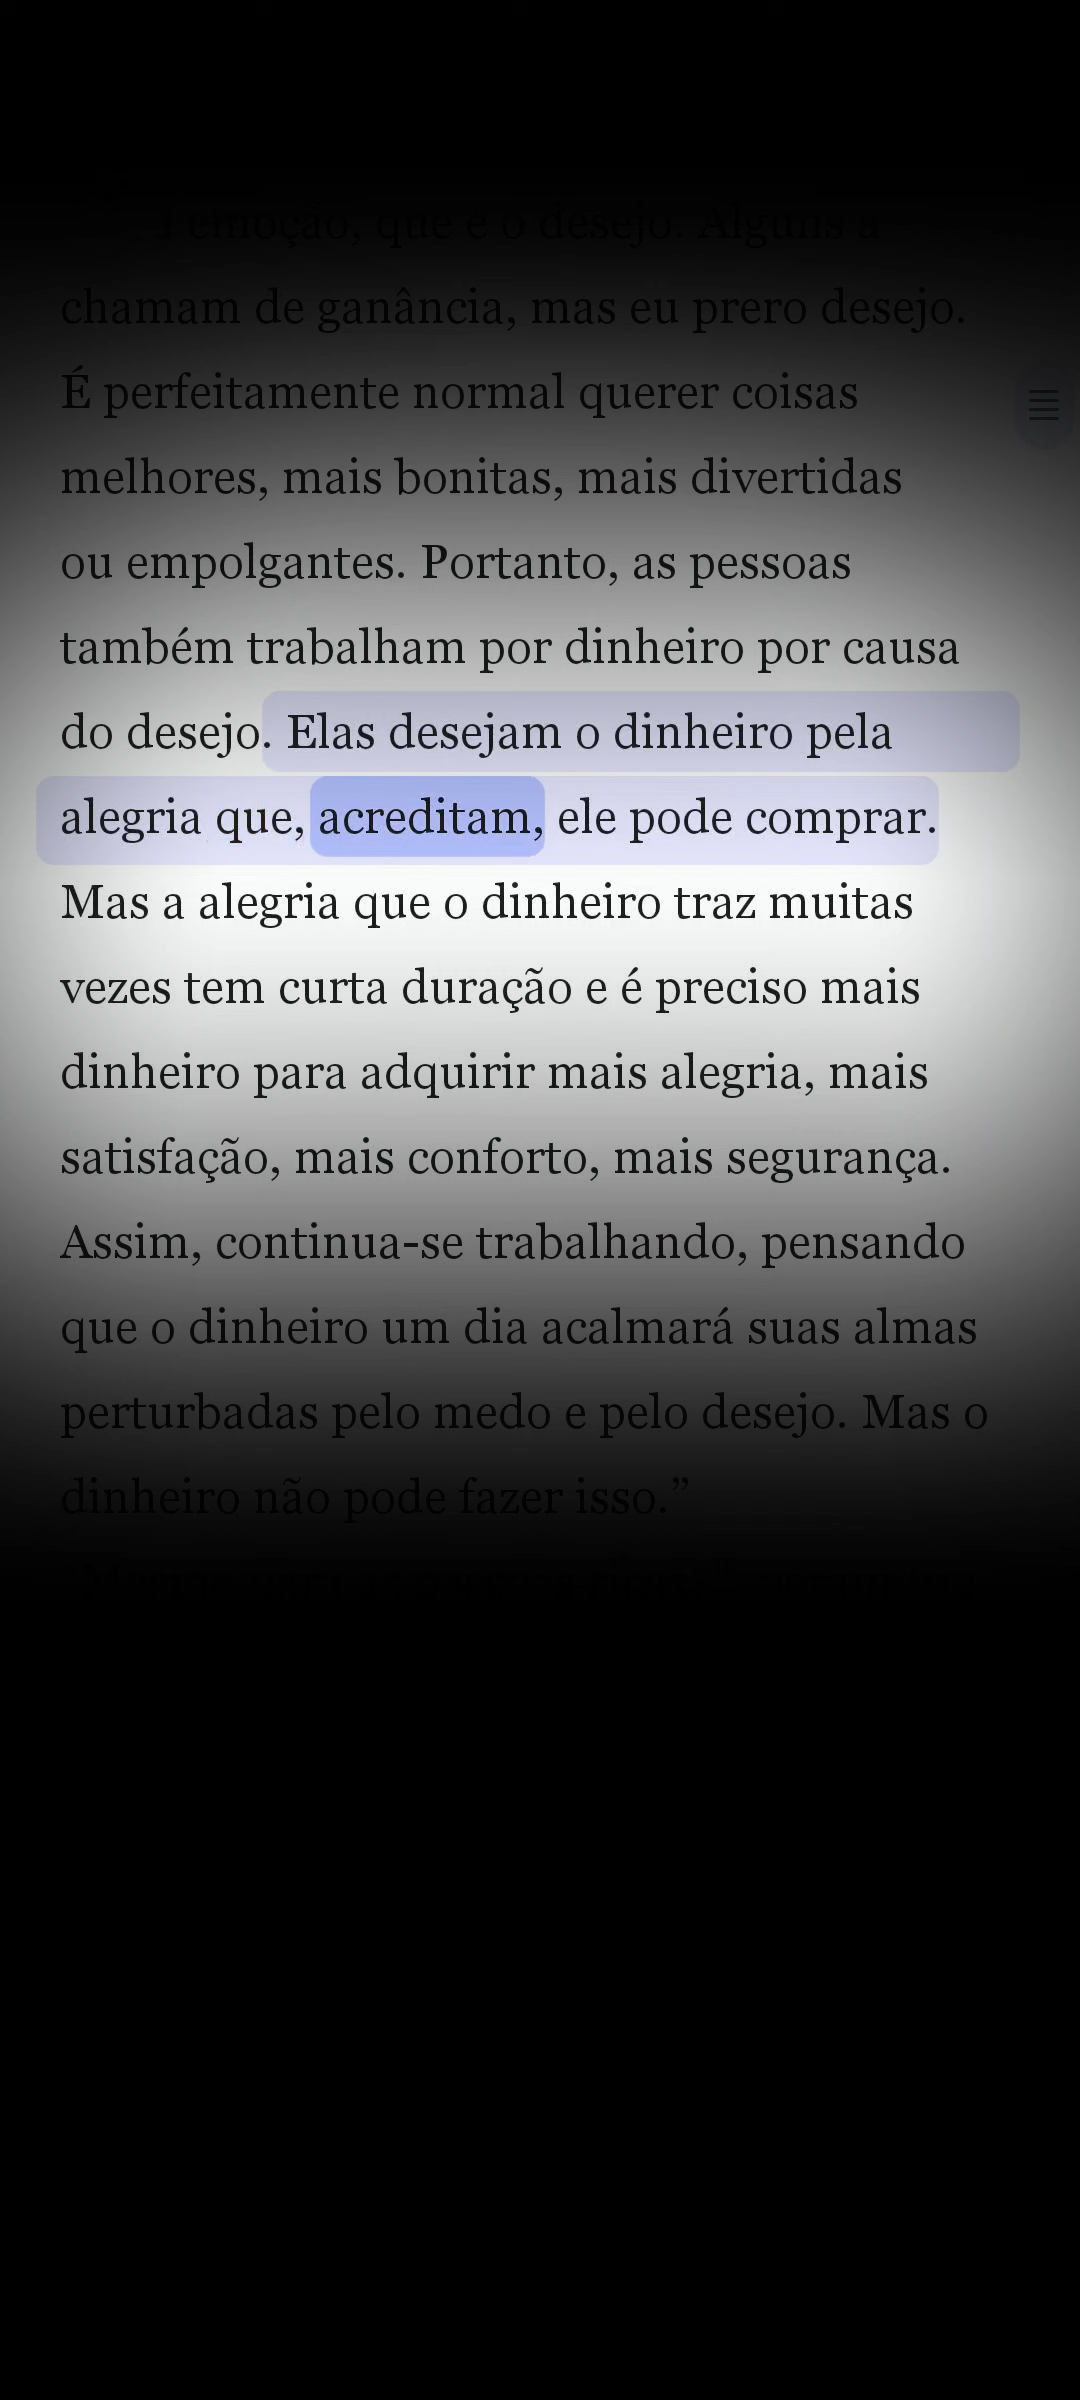 emoção, que é o desejo. Alguns a
chamam de ganância, mas eu prero desejo.
É perfeitamente normal querer coisas
melhores, mais bonitas, mais divertidas
ou empolgantes. Portanto, as pessoas
também trabalham por dinheiro por causa
do desejo. Elas desejam o dinheiro pela
alegria que, acreditam, ele pode comprar.
Mas a alegria que o dinheiro traz muitas
vezes tem curta duração e é preciso mais
dinheiro para adquirir mais alegria, mais
satisfação, mais conforto, mais segurança.
Assim, continua-se trabalhando, pensando
que o dinheiro um dia acalmará suas almas
perturbadas pelo medo e pelo desejo. Mas o
dinheiro não pode fazer isso.”